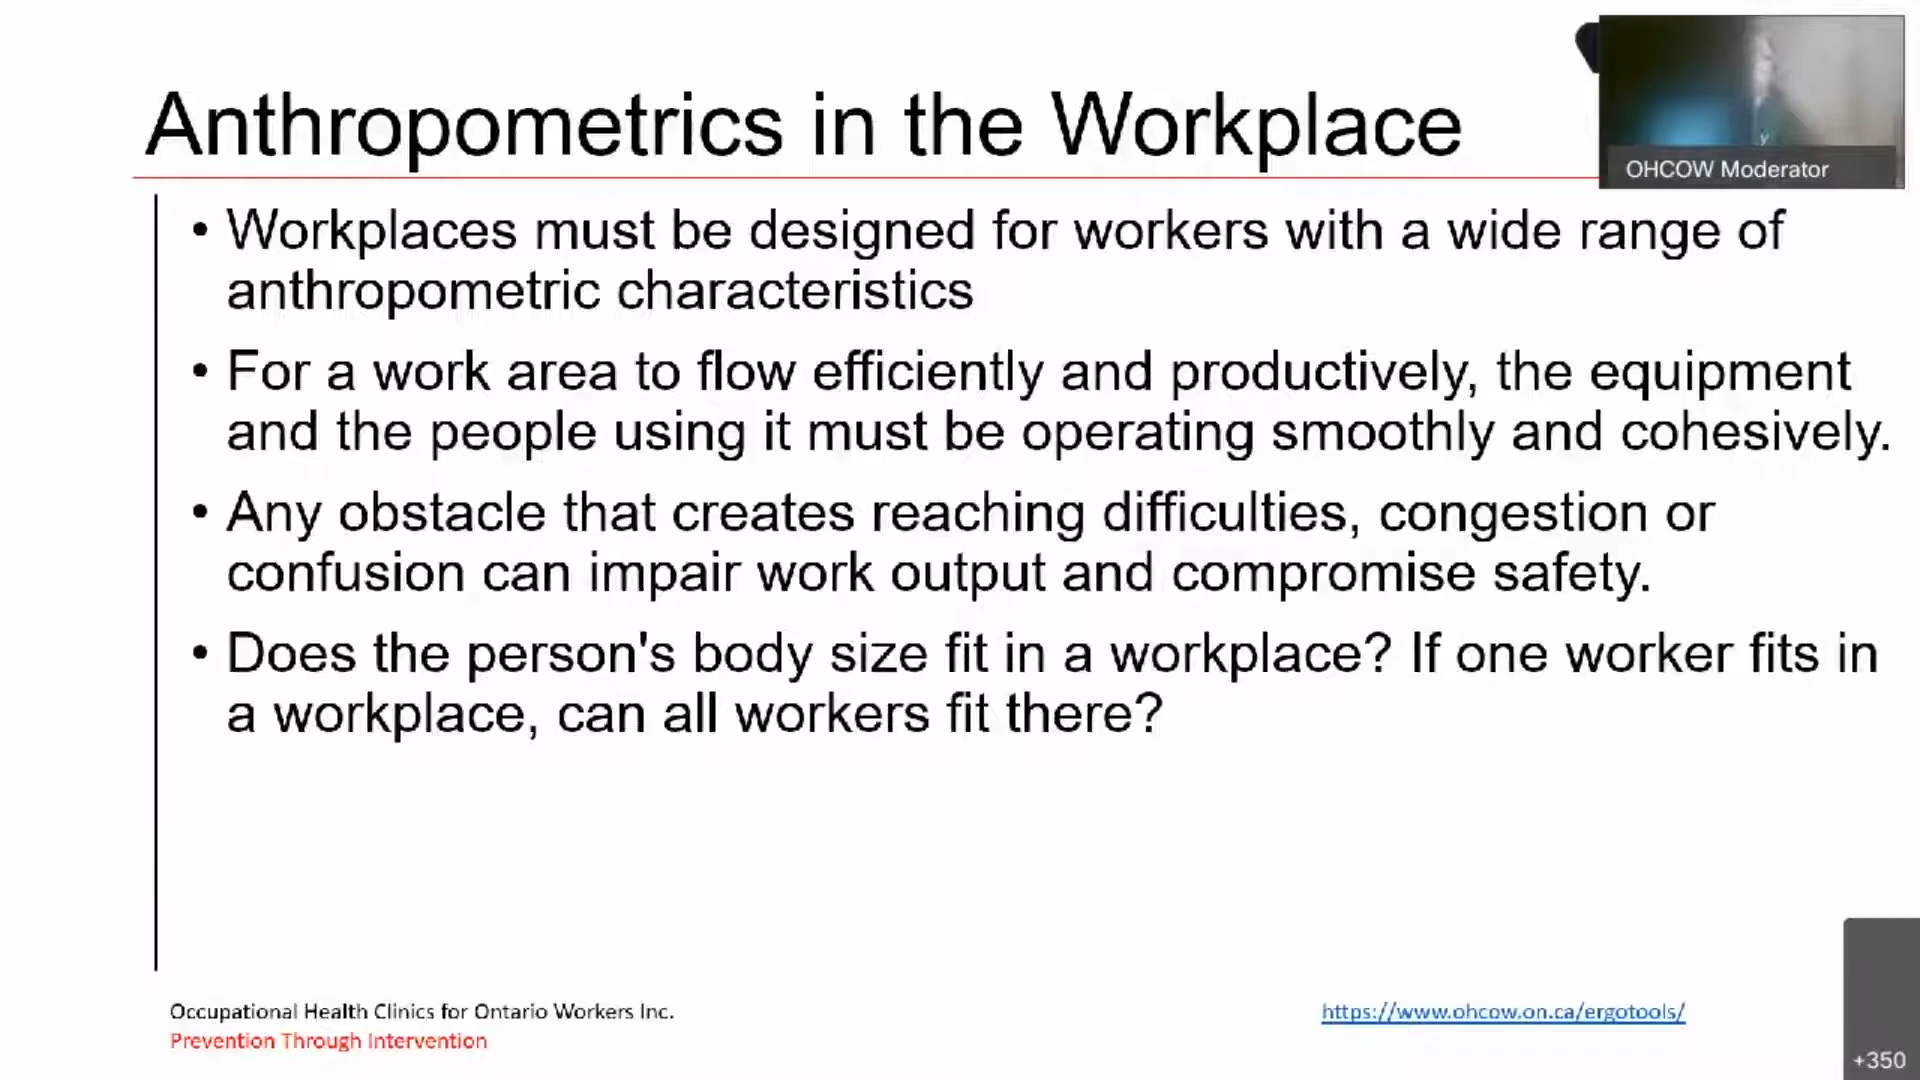 Anthropometrics in the Workplace
OHCOW Moderator
• Workplaces must be designed for workers with a wide range of
anthropometric characteristics
• For a work area to flow efficiently and productively, the equipment
and the people using it must be operating smoothly and cohesively.
• Any obstacle that creates reaching difficulties, congestion or
confusion can impair work output and compromise safety.
• Does the person's body size fit in a workplace? If one worker fits in
a workplace, can all workers fit there?
Occupational Health Clinics for Ontario Workers Inc.
Prevention Through Intervention
https://www.ohcow.on.ca/ergotools/
+350